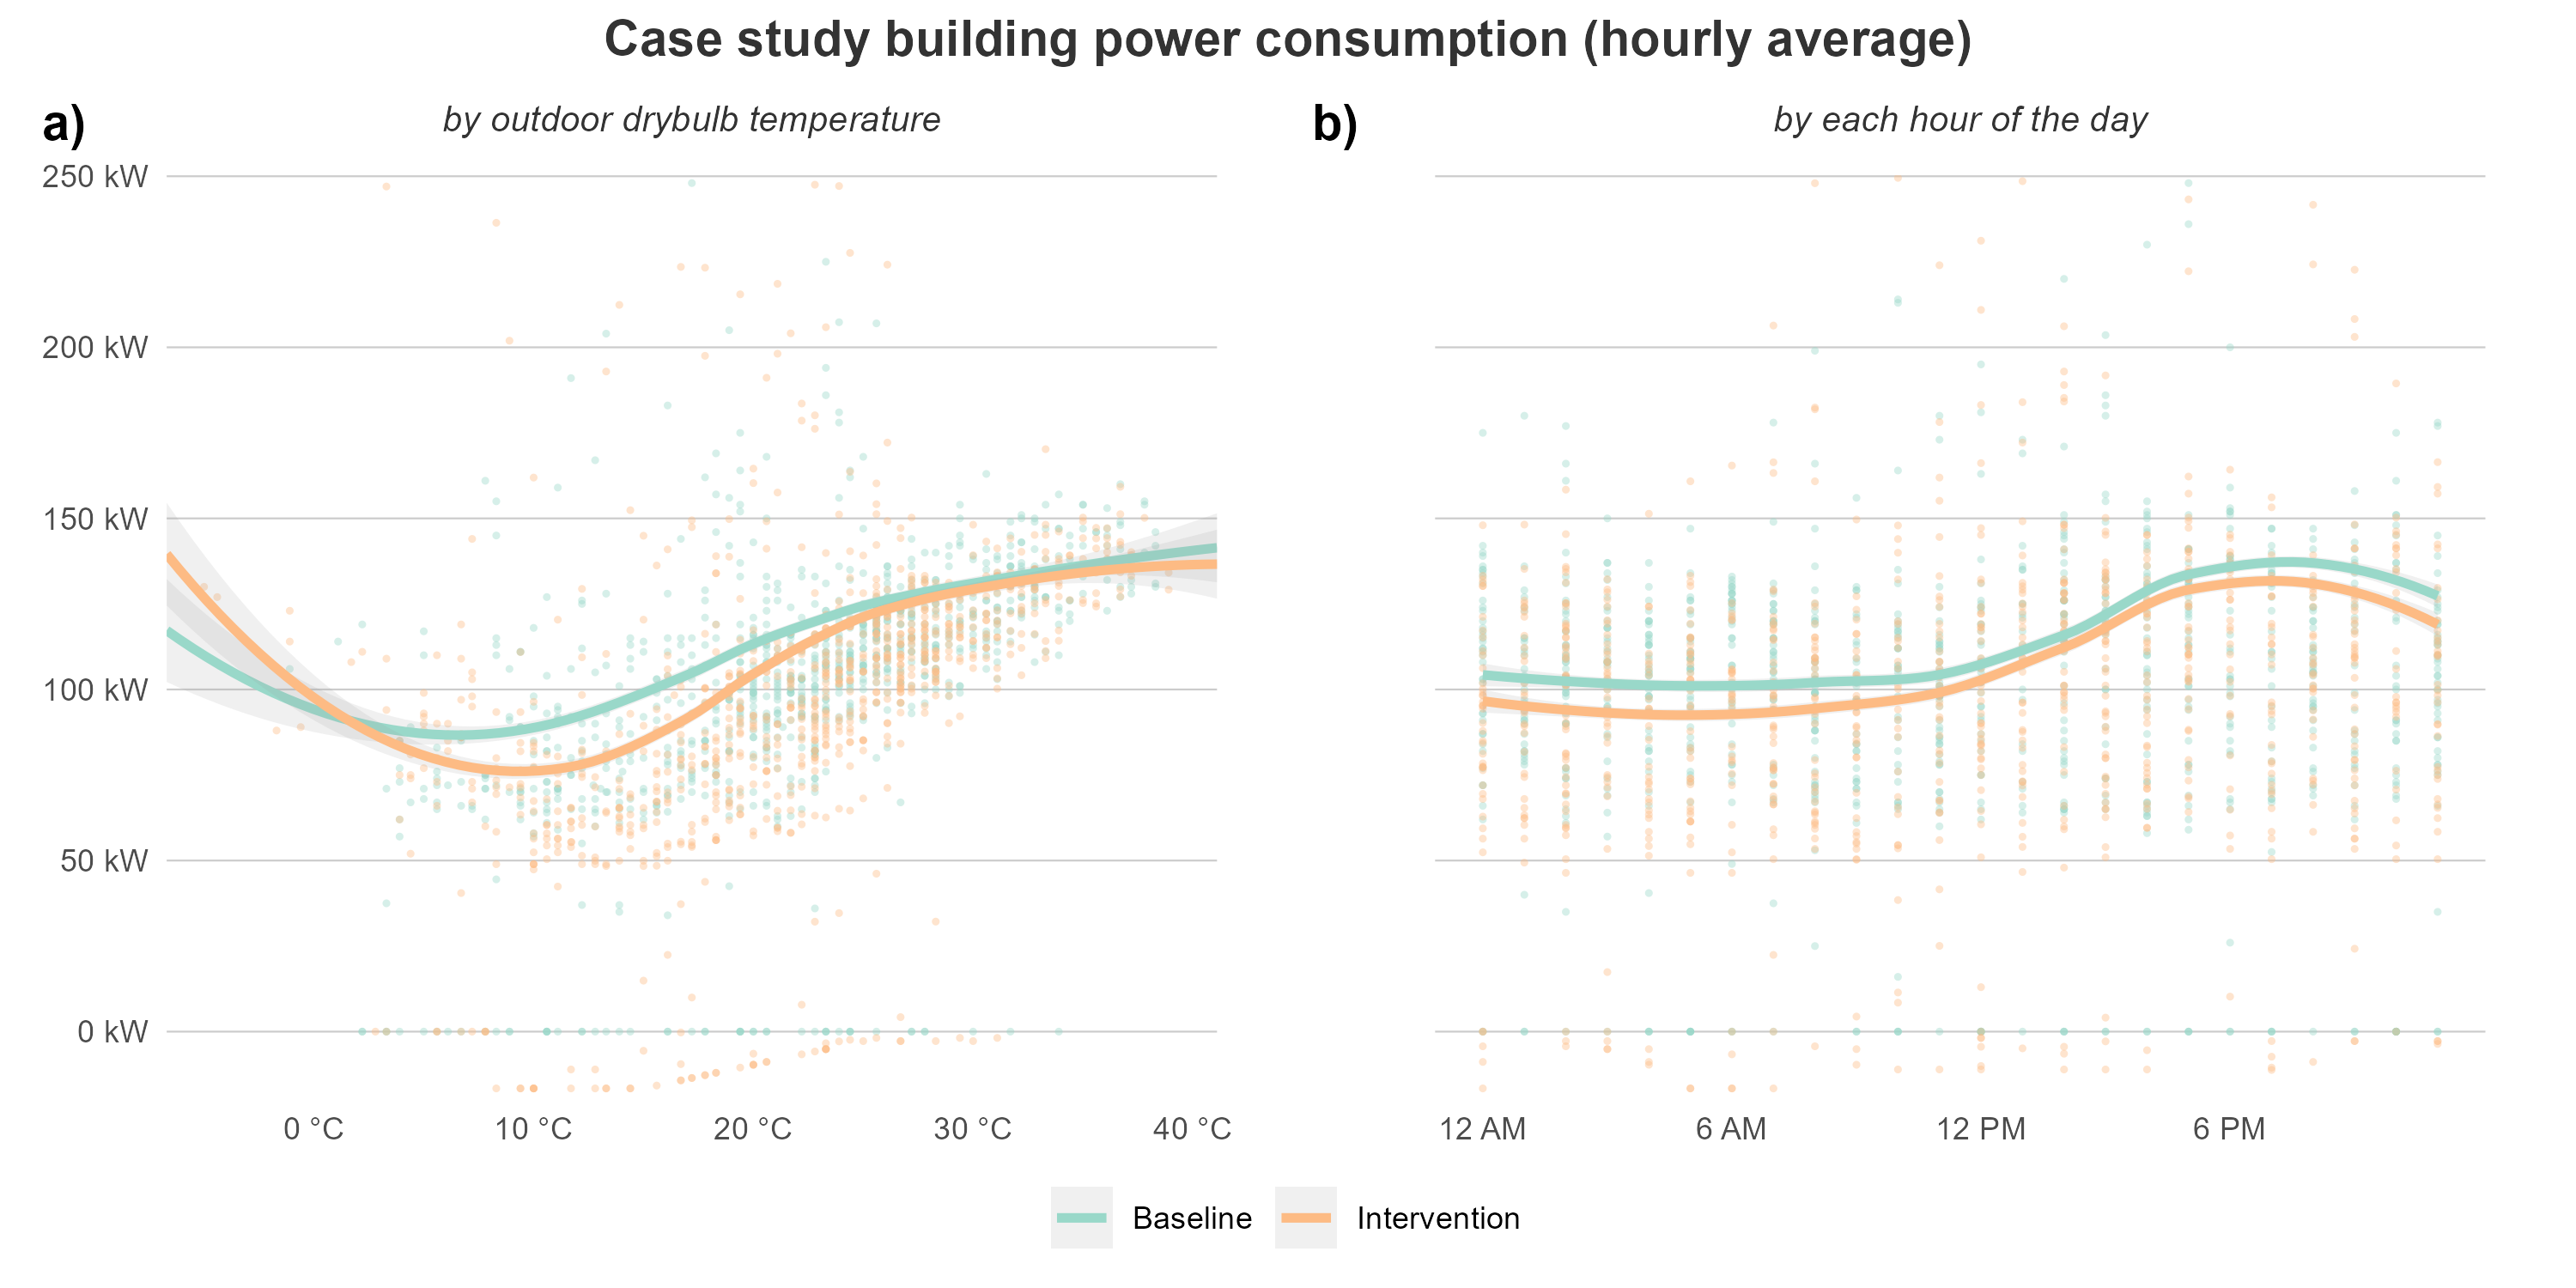 Case study building power consumption (hourly average)
a)
by outdoor drybulb temperature
250 kW
200 kW
150 kW
100 kW
50 kW
0 kW
0 °C 10 °C 20 °C 30 °C 40 °C
b)
by each hour of the day
12 AM 6 AM 12 PM 6 PM
Baseline Intervention